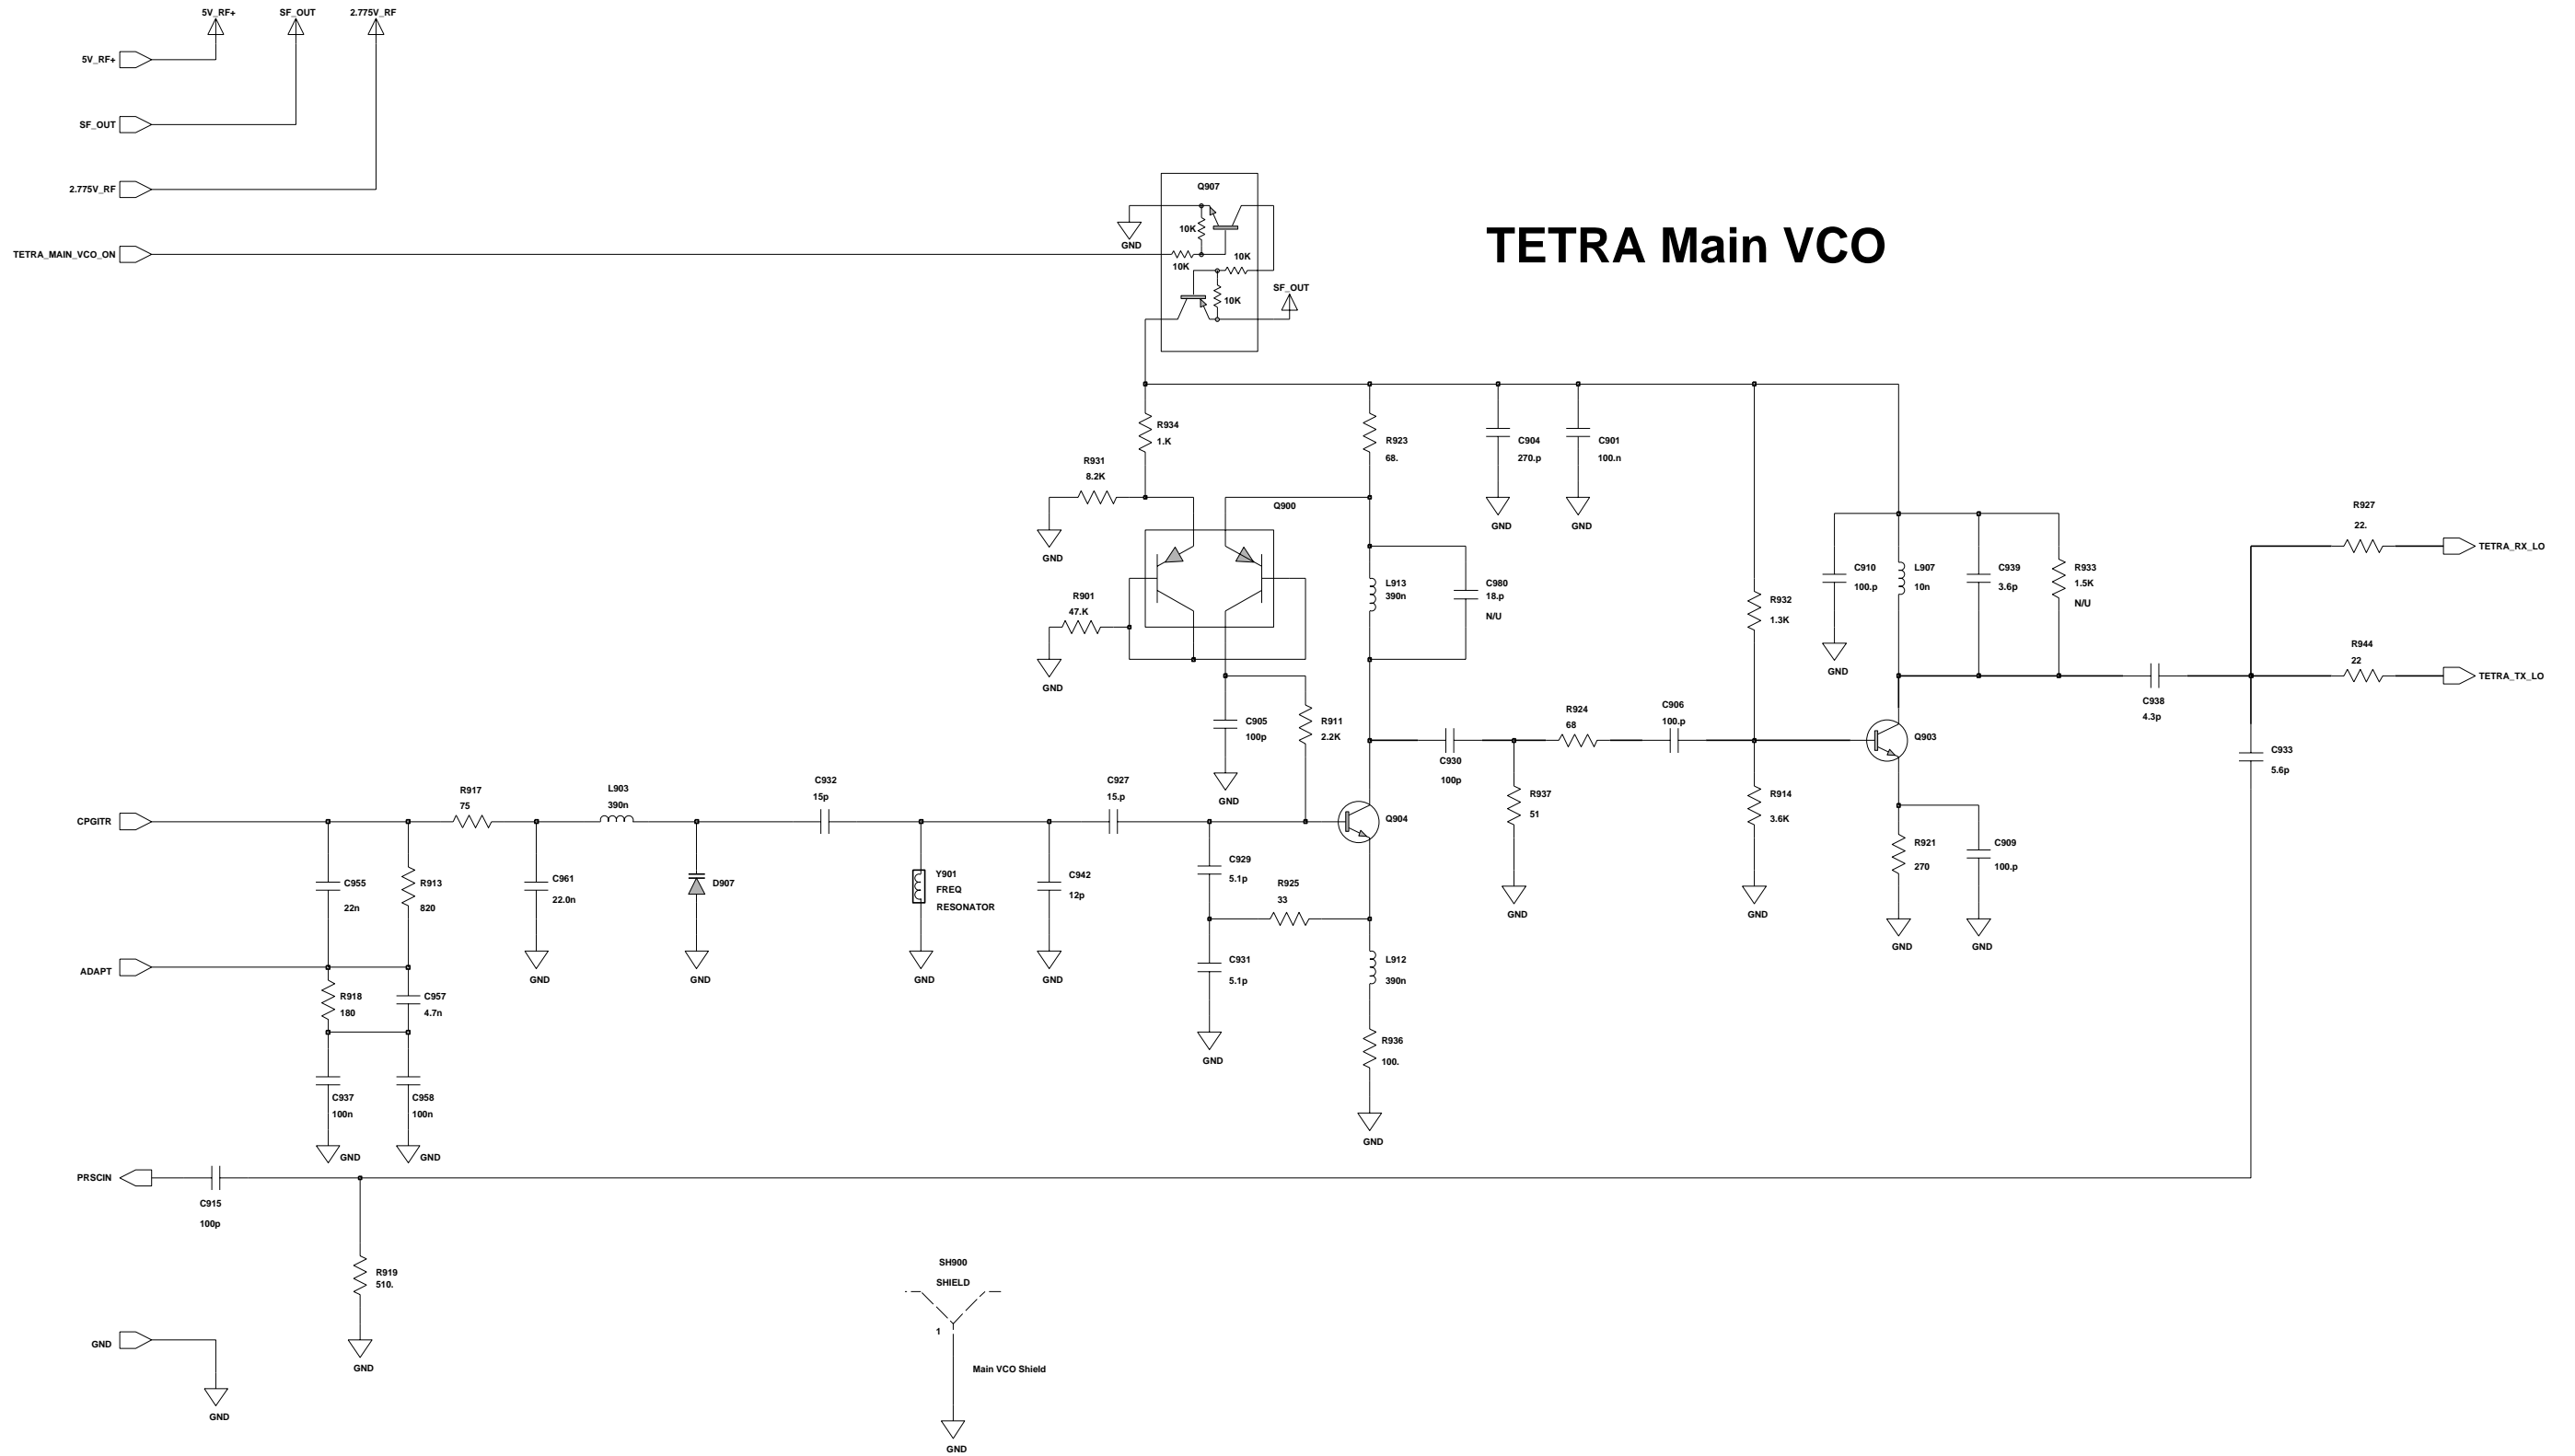 5V_RF+
SF_OUT
2.775V_RF
5V_RF+
SF_OUT
2.775V_RF
TETRA_MAIN_VCO_ON
Q907
10K
10K
10K
10K
GND
SF_OUT
TETRA Main VCO
R934
1.K
R931
8.2K
GND
Q900
R901
47.K
GND
R923
68.
C904
270.p
GND
C901
100.n
GND
L913
390n
C980
18.p
N/U
R932
1.3K
C910
100.p
GND
L907
10n
C939
3.6p
R933
1.5K
N/U
R927
22.
TETRA_RX_LO
R944
22
TETRA_TX_LO
C938
4.3p
C933
5.6p
C905
100p
GND
R911
2.2K
C930
100p
R924
68
C906
100.p
R937
51
GND
R914
3.6K
GND
Q903
R921
270
GND
C909
100.p
GND
CPGITR
R917
75
L903
390n
C932
15p
C927
15.p
Q904
C955
22n
R913
820
C961
22.0n
GND
D907
GND
Y901
FREQ
RESONATOR
GND
C942
12p
GND
C929
5.1p
R925
33
C931
5.1p
GND
L912
390n
R936
100.
GND
ADAPT
R918
180
C957
4.7n
C937
100n
GND
C958
100n
GND
PRSCIN
C915
100p
R919
510.
GND
GND
GND
SH900
SHIELD
1
Main VCO Shield
GND